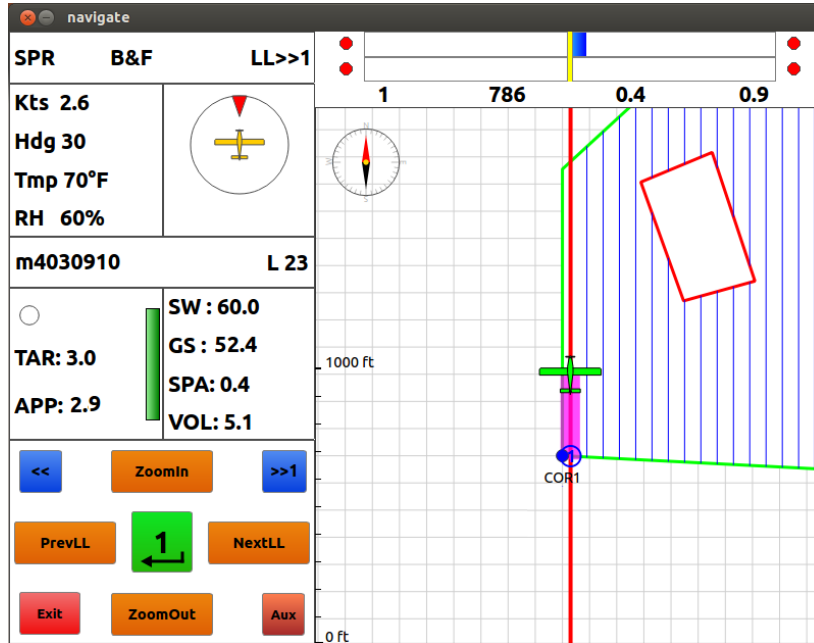 navigate
SPR B&F LL>>1
1 786 0.4 0.9
Kts 2.6
Hdg 30
Tmp 70°F
RH 60%
N
W E
S
m4030910 L 23
SW : 60.0
GS : 52.4
TAR: 3.0
SPA: 0.4
APP: 2.9
VOL: 5.1
1000 ft
COR1
0 ft
<< ZoomIn >>1
PrevLL 1 NextLL
Exit ZoomOut Aux